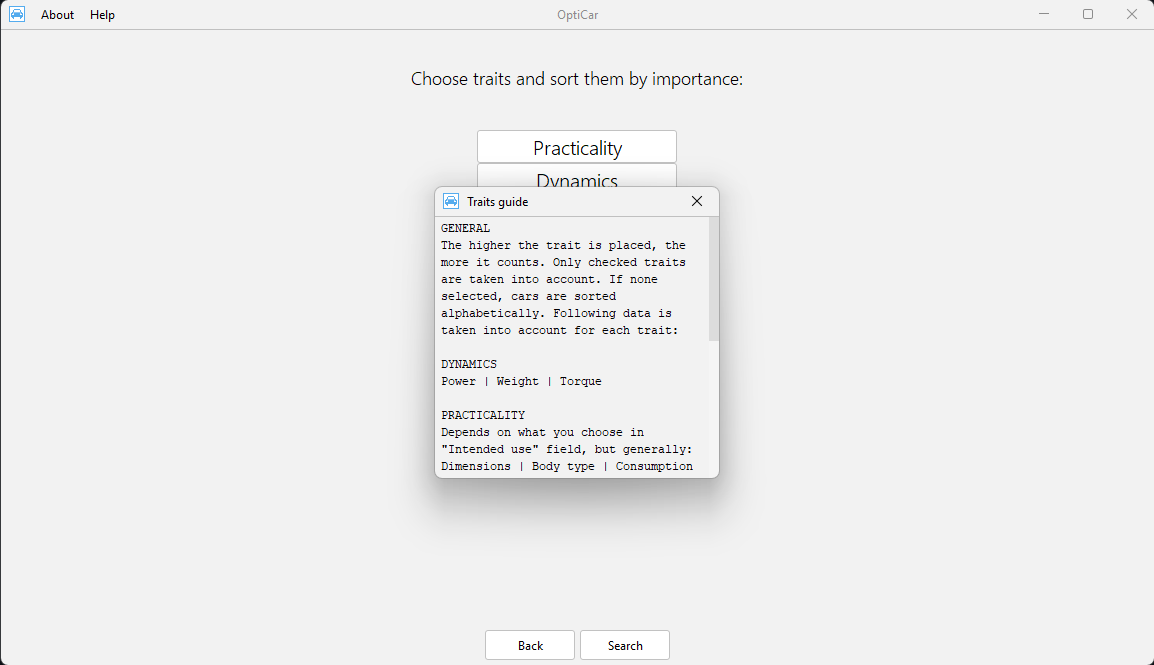 About Help OptiCar
Choose traits and sort them by importance:
Practicality
Dynamics
Traits guide
GENERAL
The higher the trait is placed, the
more it counts. Only checked traits
are taken into account. If none
selected, cars are sorted
alphabetically. Following data is
taken into account for each trait:
DYNAMICS
Power | Weight | Torque
PRACTICALITY
Depends on what you choose in
"Intended use" field, but generally:
Dimensions | Body type | Consumption
Back Search